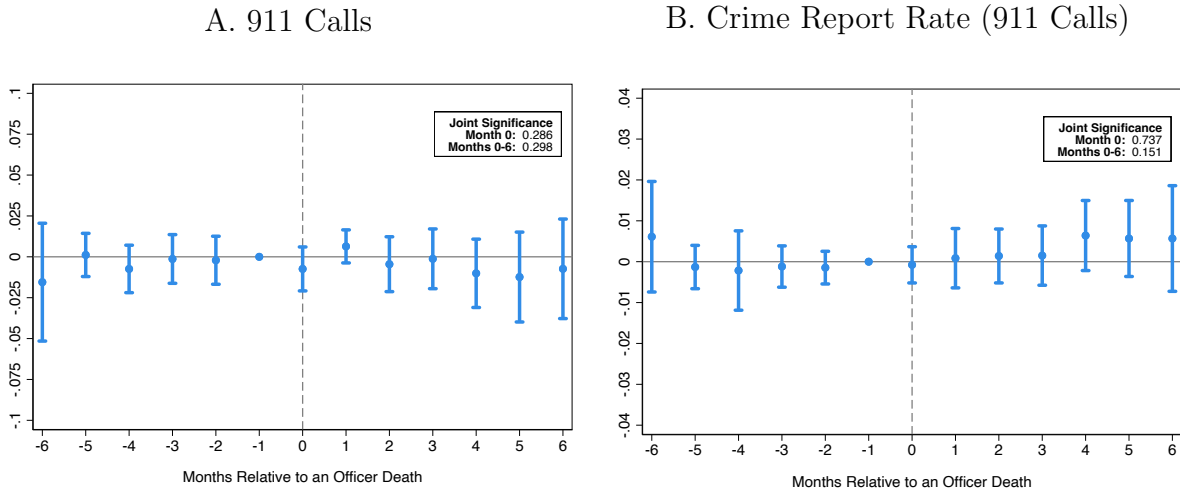 A. 911 Calls
.1
.075
.05
.025
0
-.025
-.05
-.075
-.1
Joint Significance
Month 0: 0.286
Months 0-6: 0.298
-6 -5 -4 -3 -2 -1 0 1 2 3 4 5 6
Months Relative to an Officer Death
B. Crime Report Rate (911 Calls)
.04
.03
.02
.01
0
-.01
-.02
-.03
-.04
Joint Significance
Month 0: 0.737
Months 0-6: 0.151
-6 -5 -4 -3 -2 -1 0 1 2 3 4 5 6
Months Relative to an Officer Death